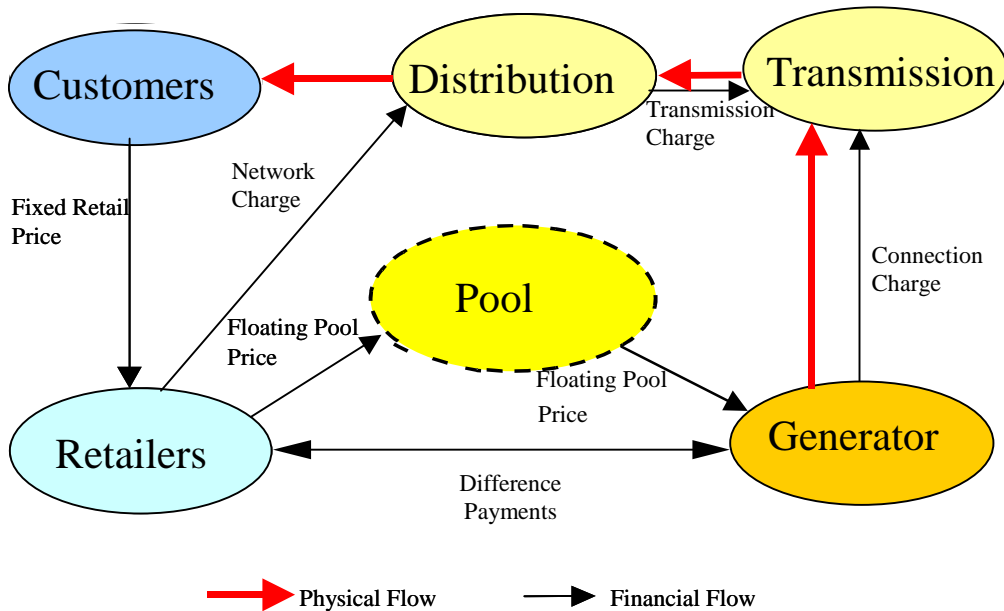 Customers
Distribution
Transmission
Transmission
Charge
Network
Charge
Fixed Retail
Price
Connection
Charge
Pool
Floating Pool
Price
Floating Pool
Price
Retailers
Generator
Difference
Payments
Physical Flow
Financial Flow